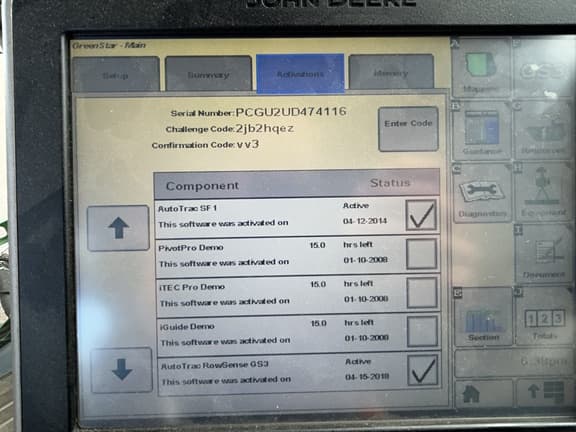 JOHN DEERE
GreenStar - Main
Setup
Summary
Activations
Memory
Serial Number: PCGU2UD474116
Challenge Code: 2jb2hqez
Confirmation Code: vv3
Enter Code
Component Status
AutoTrac SF1 Active
This software was activated on 04-12-2014
PivotPro Demo 15.0 hrs left
This software was activated on 01-10-2008
iTEC Pro Demo 15.0 hrs left
This software was activated on 01-10-2008
iGuide Demo 15.0 hrs left
This software was activated on 01-10-2008
AutoTrac RowSense GS3 Active
This software was activated on 04-15-2018
A
Mapping
B
Guidance
C
Resources
Diagnostics
H
Equipment
I
Document
Section
1 2 3
Totals